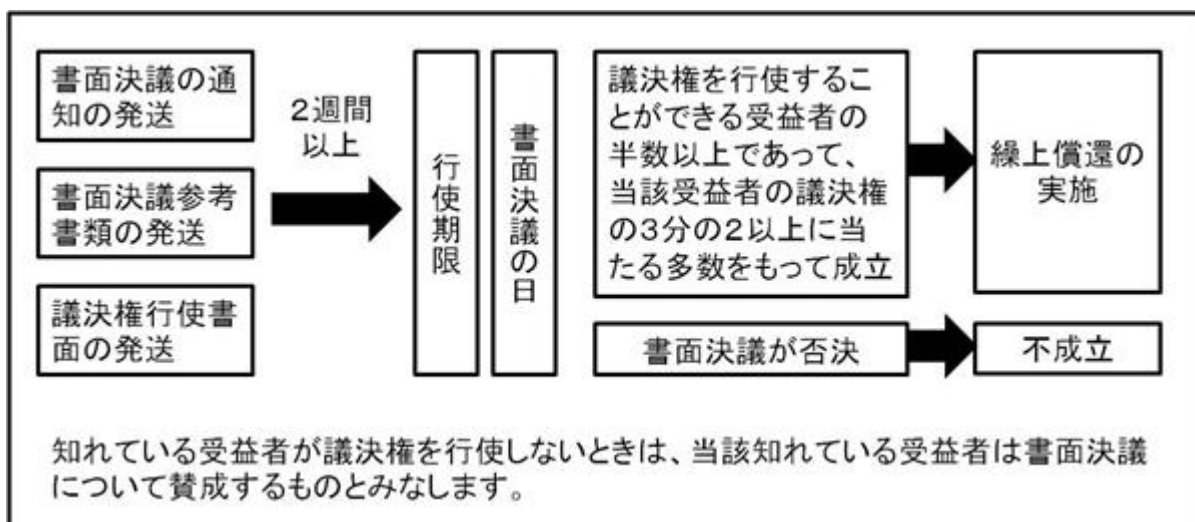 書面決議の通
知の発送
書面決議参考
書類の発送
議決権行使書
面の発送
２週間
以上
行使期限
書面決議の日
議決権を行使するこ
とができる受益者の
半数以上であって、
当該受益者の議決権
の３分の２以上に当
たる多数をもって成立
繰上償還の
実施
書面決議が否決
不成立
知れている受益者が議決権を行使しないときは、当該知れている受益者は書面決議
について賛成するものとみなします。